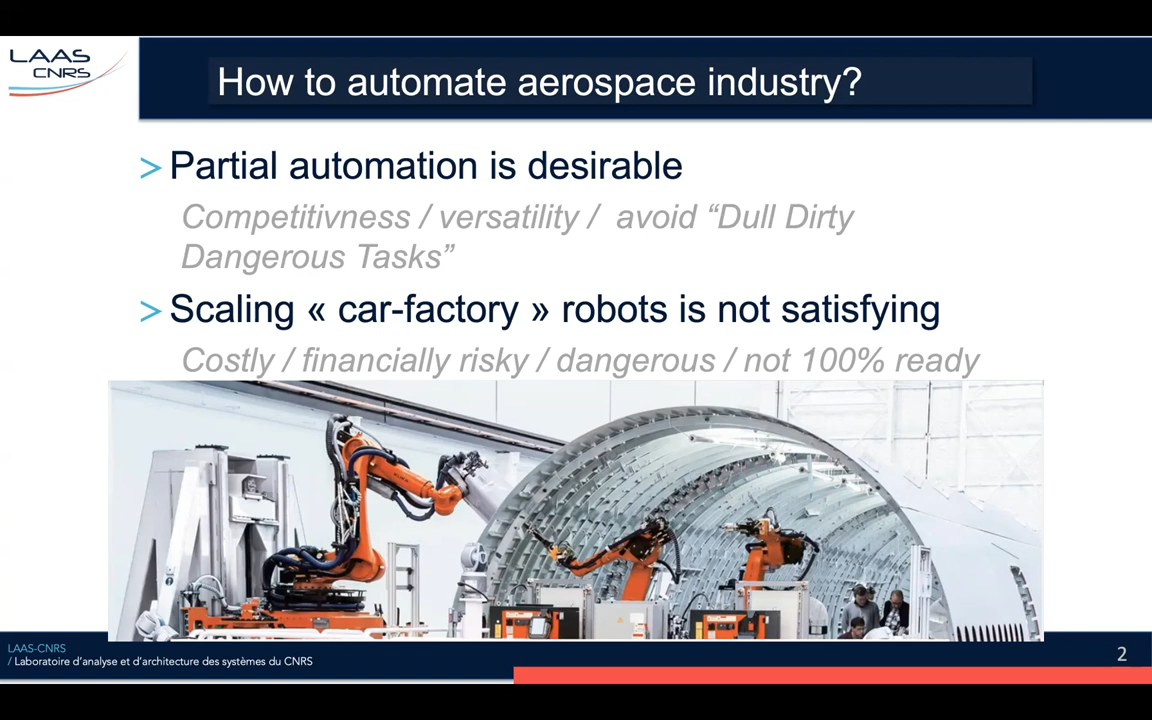 LAAS
CNRS
How to automate aerospace industry?
> Partial automation is desirable
Competitivness / versatility / avoid “Dull Dirty
Dangerous Tasks”
> Scaling « car-factory » robots is not satisfying
Costly / financially risky / dangerous / not 100% ready
LAAS-CNRS
/ Laboratoire d’analyse et d’architecture des systèmes du CNRS
2